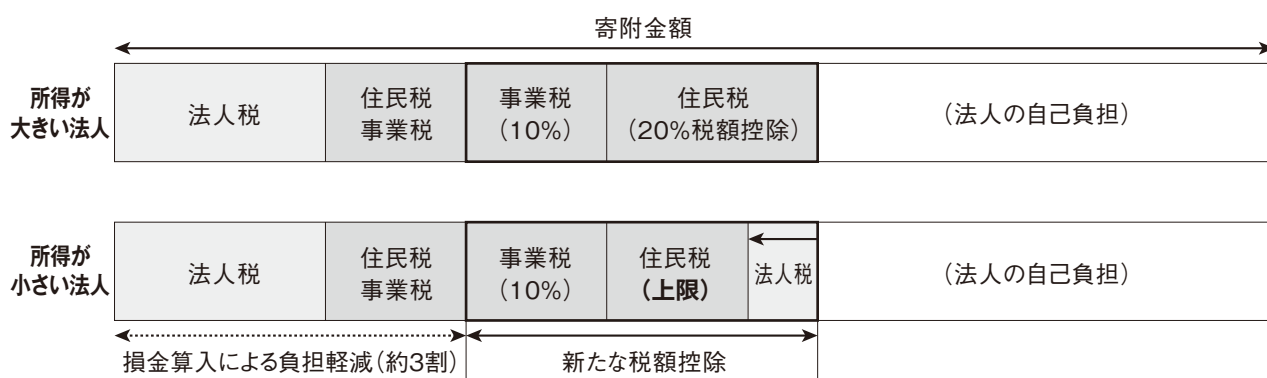 寄附金額
所得が
大きい法人
法人税
住民税
事業税
事業税
(10%)
住民税
(20%税額控除)
(法人の自己負担)
所得が
小さい法人
法人税
住民税
事業税
事業税
(10%)
住民税
(上限)
法人税
(法人の自己負担)
損金算入による負担軽減(約3割)
新たな税額控除